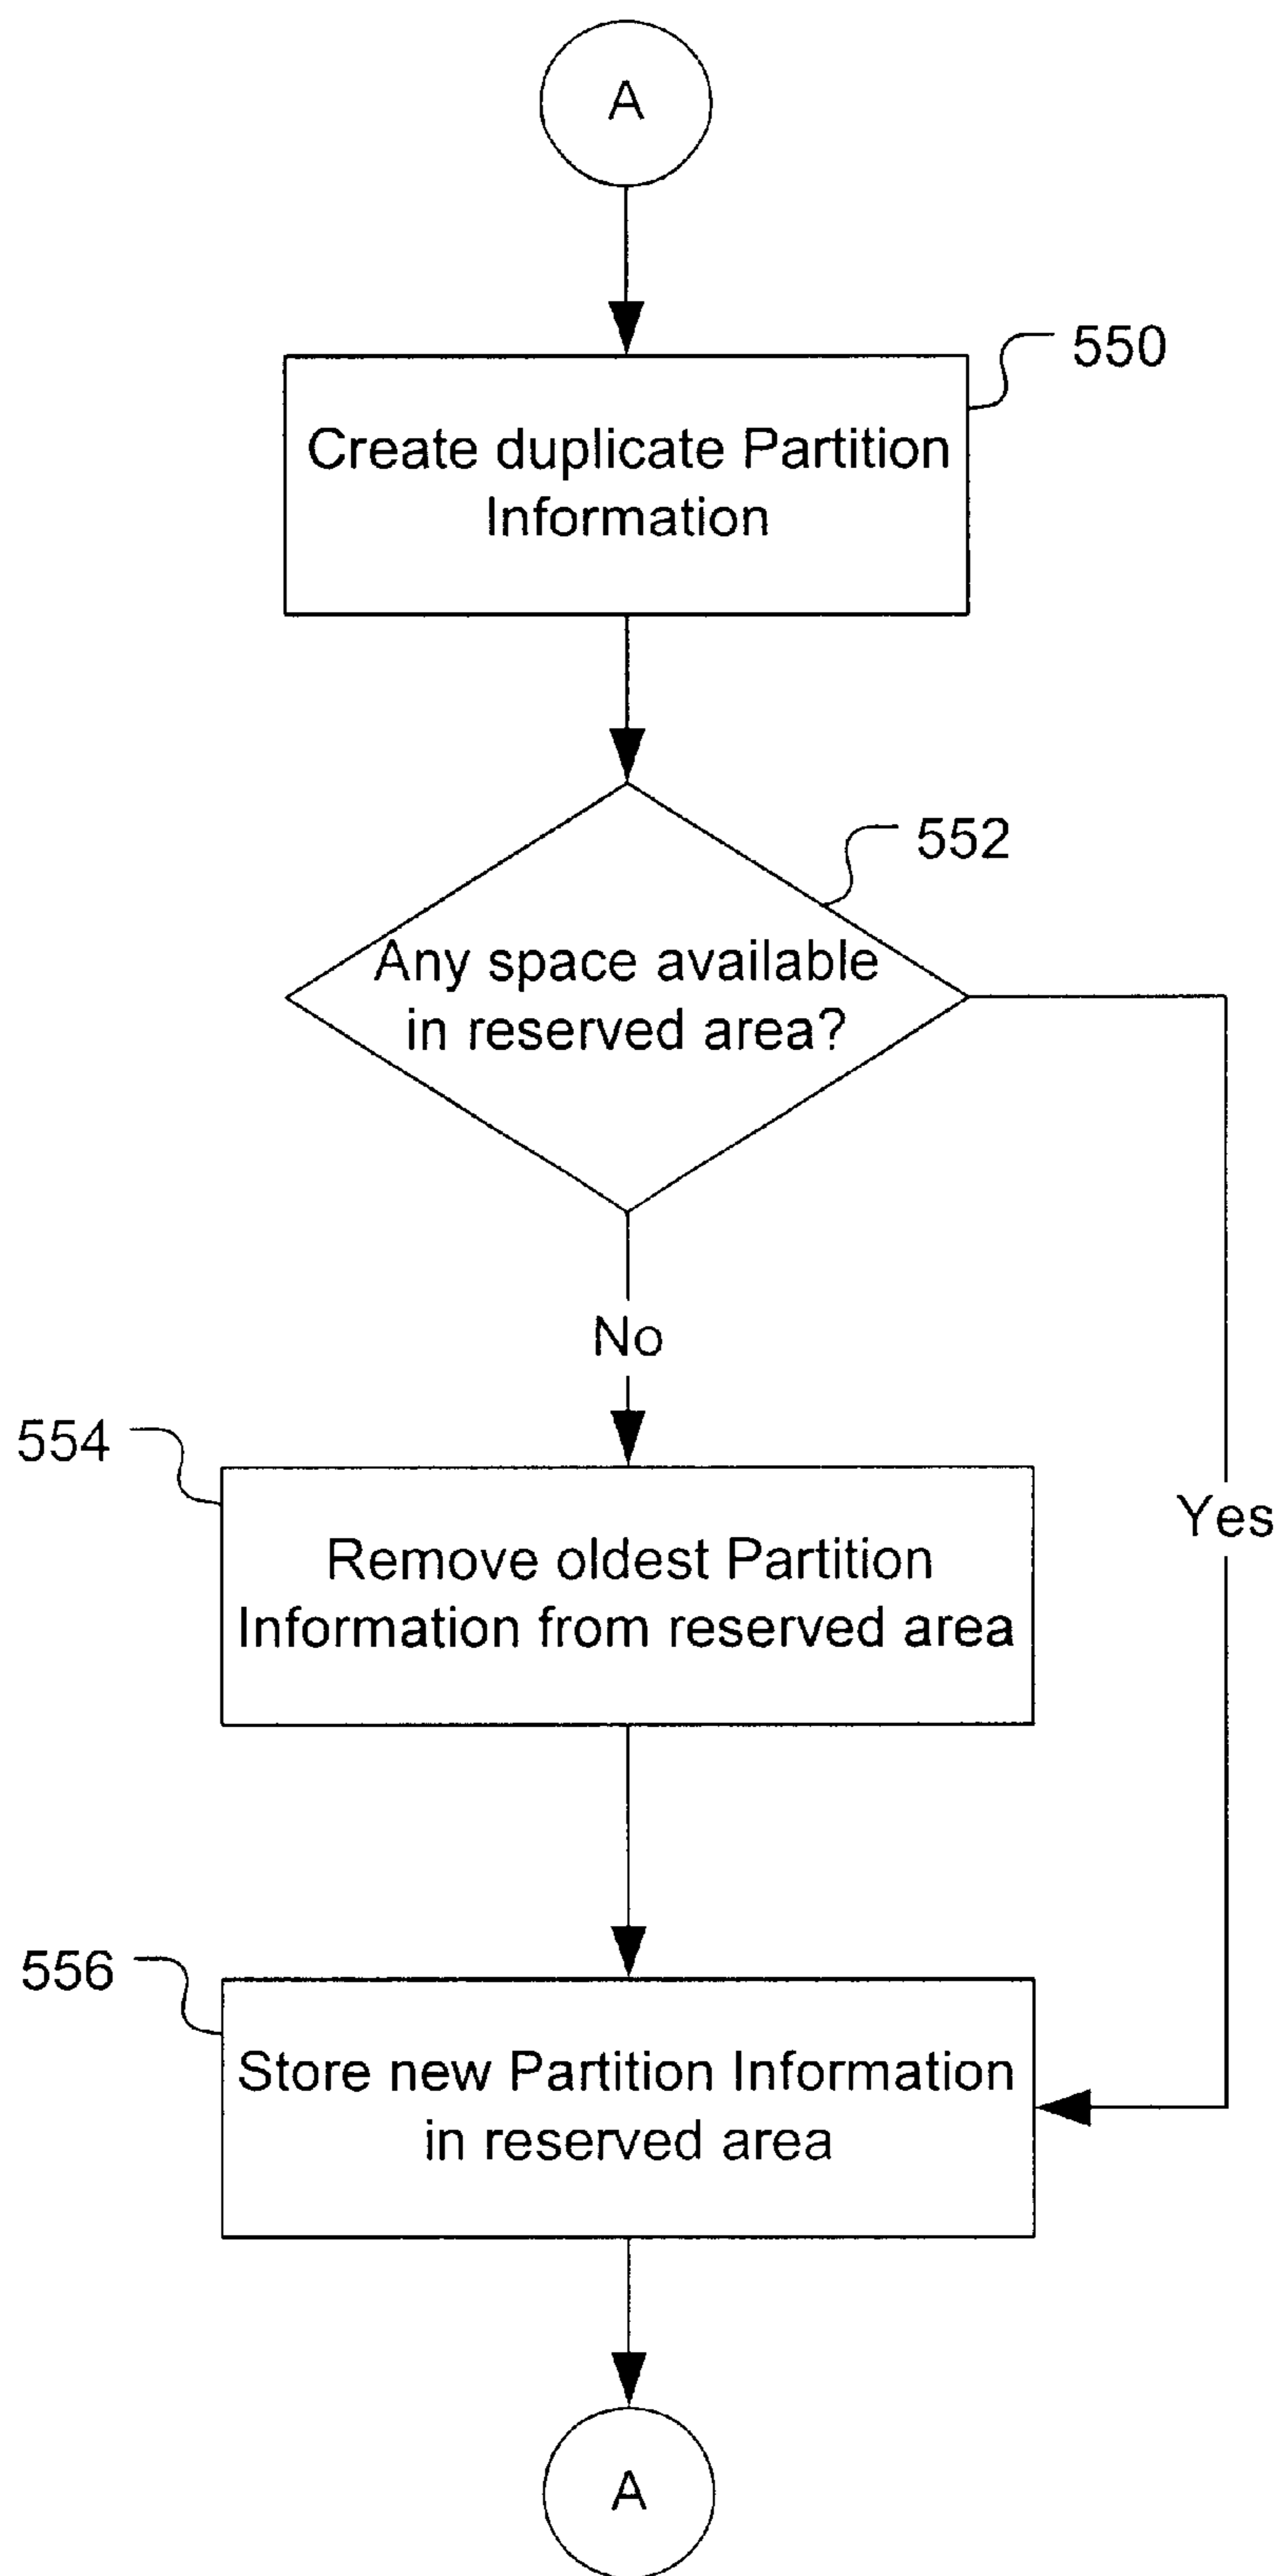 A
550
Create duplicate Partition
Information
552
Any space available
in reserved area?
No
Yes
554
Remove oldest Partition
Information from reserved area
556
Store new Partition Information
in reserved area
A